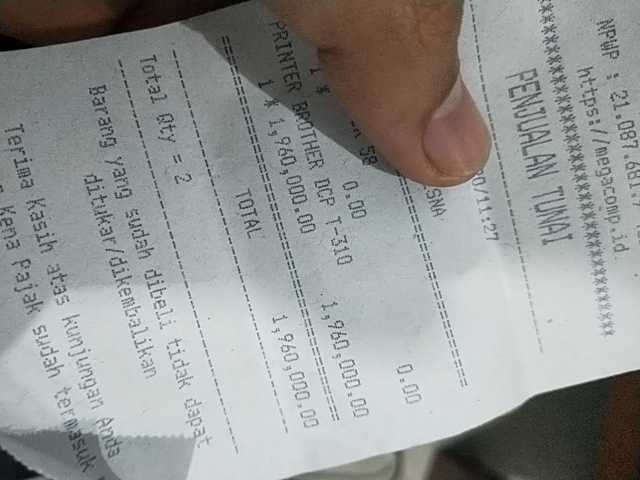 NPWP : 21.087.
https://megacomp.id
************************************
PENJUALAN TUNAI
************************************
/11:27
ISNA
====================================
58
1 * 0.00 0.00
PRINTER BROTHER DCP T-310
1 * 1,960,000.00 1,960,000.00
====================================
TOTAL 1,960,000.00
------------------------------------
Total Qty = 2
------------------------------------
Barang yang sudah dibeli tidak dapat
ditukar/dikembalikan
Terima Kasih atas kunjungan Anda
Kena Pajak sudah termasuk